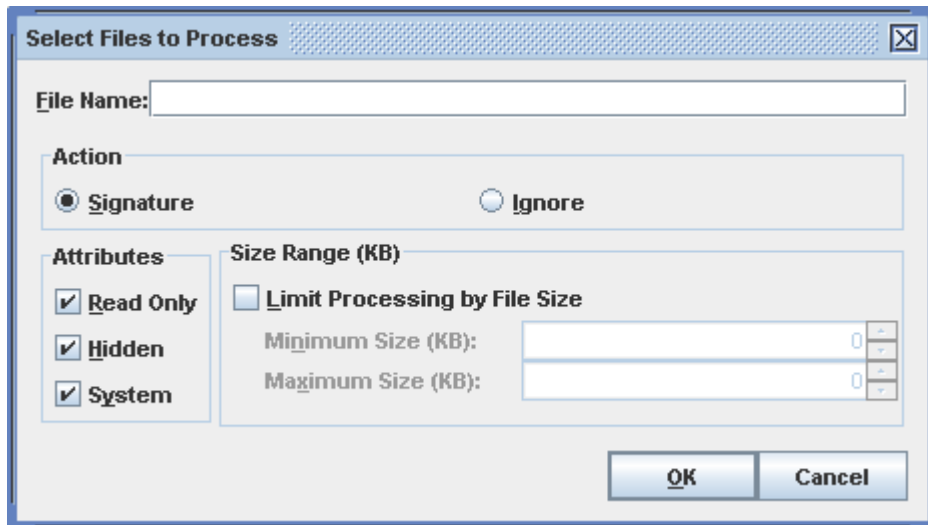 Select Files to Process
File Name:
Action
Signature
Ignore
Attributes
Read Only
Hidden
System
Size Range (KB)
Limit Processing by File Size
Minimum Size (KB): 0
Maximum Size (KB): 0
OK
Cancel